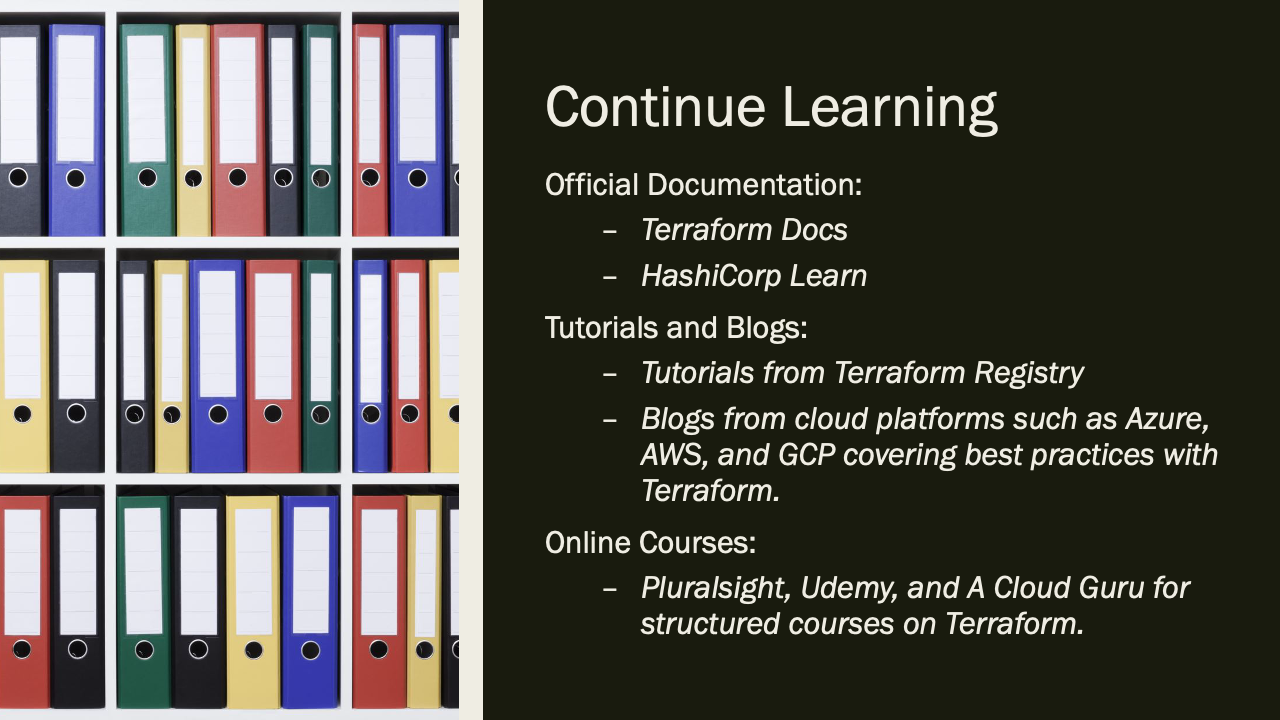 Continue Learning
Official Documentation:
– Terraform Docs
– HashiCorp Learn
Tutorials and Blogs:
– Tutorials from Terraform Registry
– Blogs from cloud platforms such as Azure,
AWS, and GCP covering best practices with
Terraform.
Online Courses:
– Pluralsight, Udemy, and A Cloud Guru for
structured courses on Terraform.